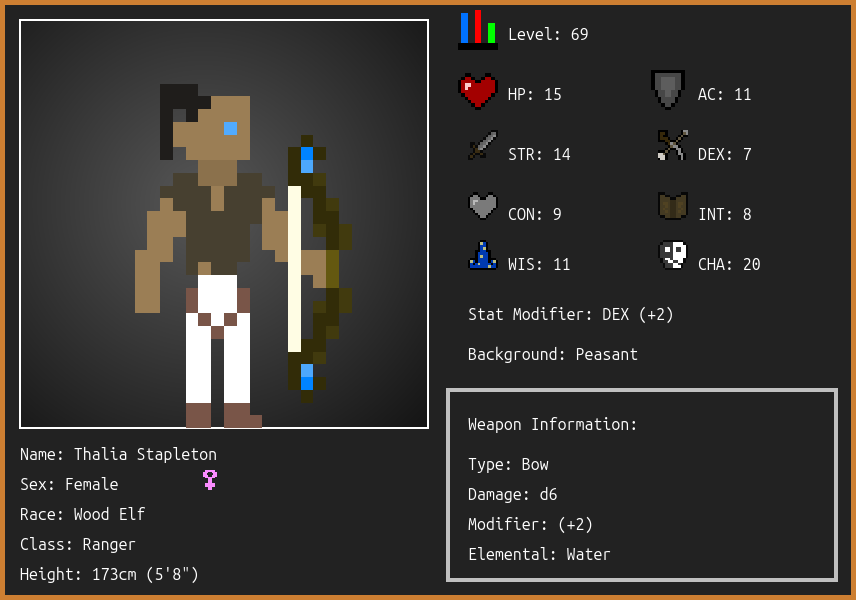 Level: 69
HP: 15
AC: 11
STR: 14
DEX: 7
CON: 9
INT: 8
WIS: 11
CHA: 20
Stat Modifier: DEX (+2)
Background: Peasant
Weapon Information:
Type: Bow
Damage: d6
Modifier: (+2)
Elemental: Water
Name: Thalia Stapleton
Sex: Female
Race: Wood Elf
Class: Ranger
Height: 173cm (5'8")